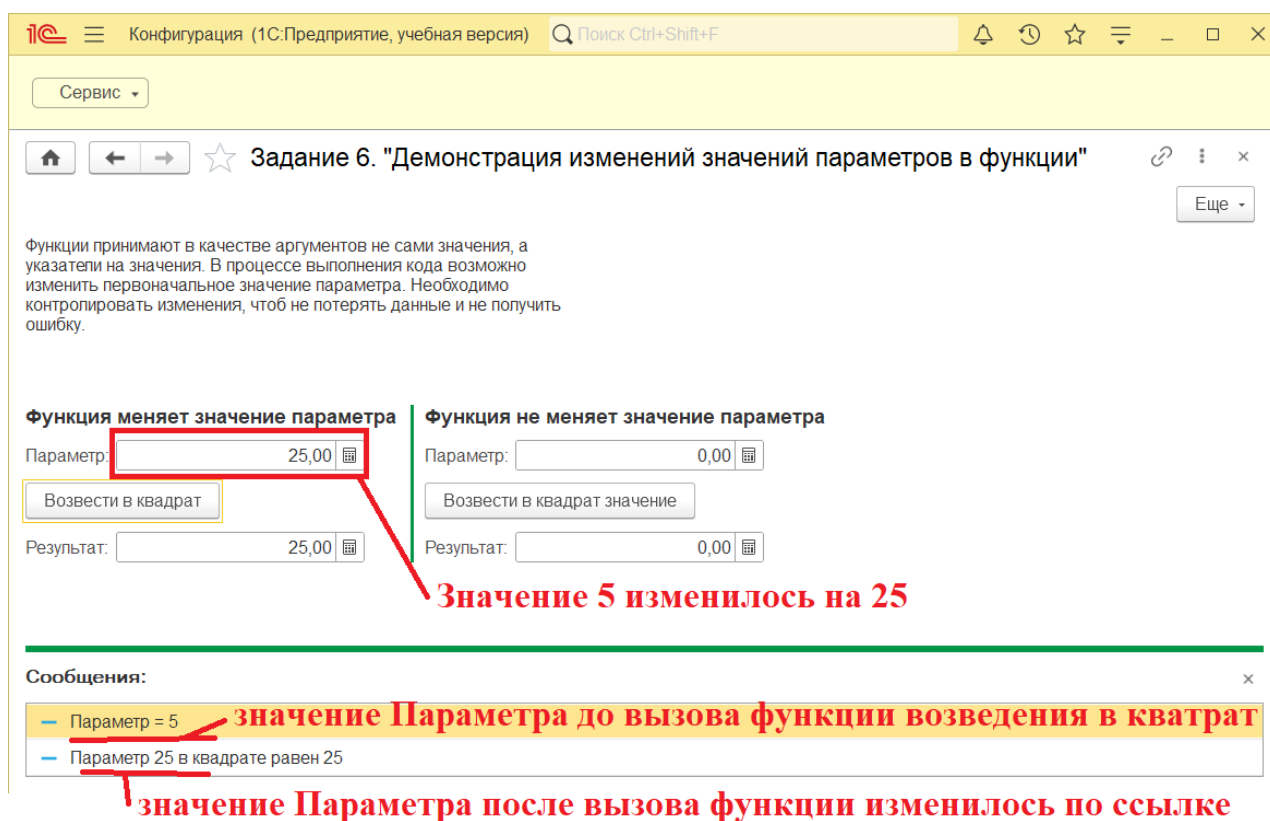 1С Конфигурация (1С:Предприятие, учебная версия) Поиск Ctrl+Shift+F
Сервис
Задание 6. "Демонстрация изменений значений параметров в функции"
Еще
Функции принимают в качестве аргументов не сами значения, а
указатели на значения. В процессе выполнения кода возможно
изменить первоначальное значение параметра. Необходимо
контролировать изменения, чтоб не потерять данные и не получить
ошибку.
Функция меняет значение параметра
Параметр: 25,00
Возвести в квадрат
Результат: 25,00
Функция не меняет значение параметра
Параметр: 0,00
Возвести в квадрат значение
Результат: 0,00
Значение 5 изменилось на 25
Сообщения:
Параметр = 5
значение Параметра до вызова функции возведения в кватрат
Параметр 25 в квадрате равен 25
значение Параметра после вызова функции изменилось по ссылке